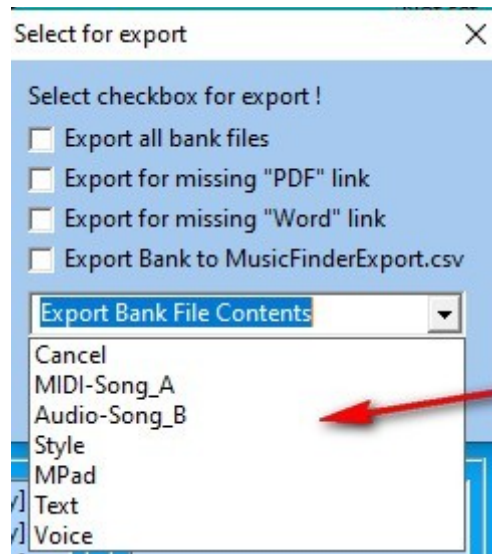 Select for export
Select checkbox for export !
Export all bank files
Export for missing "PDF" link
Export for missing "Word" link
Export Bank to MusicFinderExport.csv
Export Bank File Contents
Cancel
MIDI-Song_A
Audio-Song_B
Style
MPad
Text
Voice